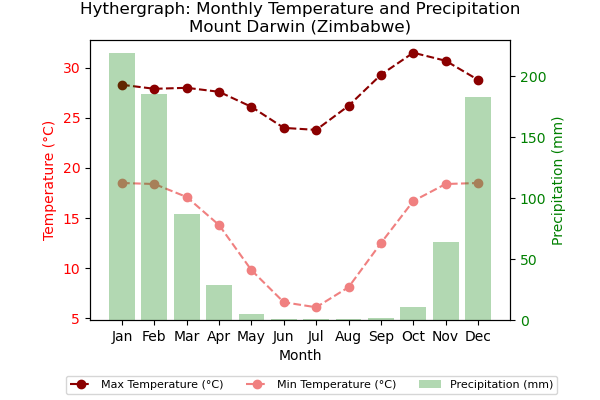 Hythergraph: Monthly Temperature and Precipitation
Mount Darwin (Zimbabwe)
Temperature (°C)
30
25
20
15
10
5
Precipitation (mm)
200
150
100
50
0
Jan Feb Mar Apr May Jun Jul Aug Sep Oct Nov Dec
Month
Max Temperature (°C) Min Temperature (°C) Precipitation (mm)